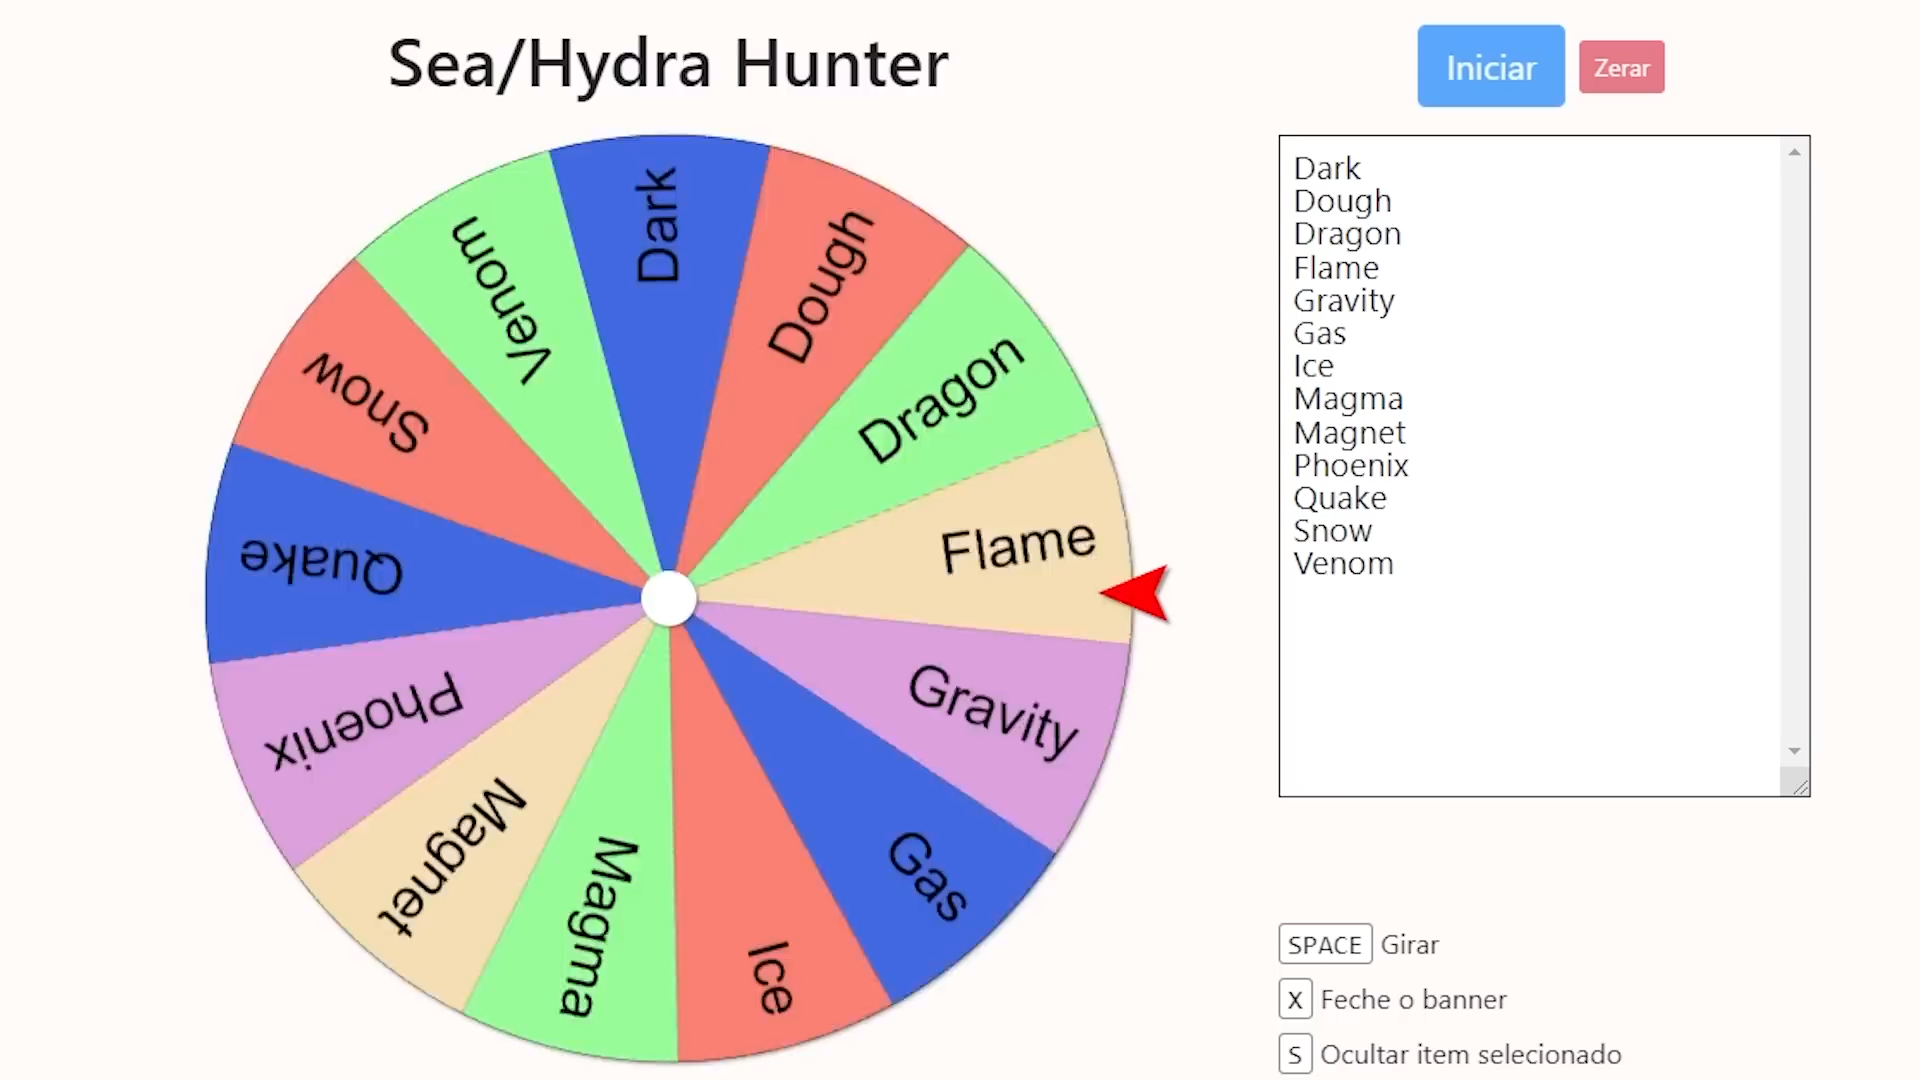 Sea/Hydra Hunter
Iniciar
Zerar
Dark
Dough
Dragon
Flame
Gravity
Gas
Ice
Magma
Magnet
Phoenix
Quake
Snow
Venom
Dark
Dough
Dragon
Flame
Gravity
Gas
Ice
Magma
Magnet
Phoenix
Quake
Snow
Venom
SPACE Girar
X Feche o banner
S Ocultar item selecionado